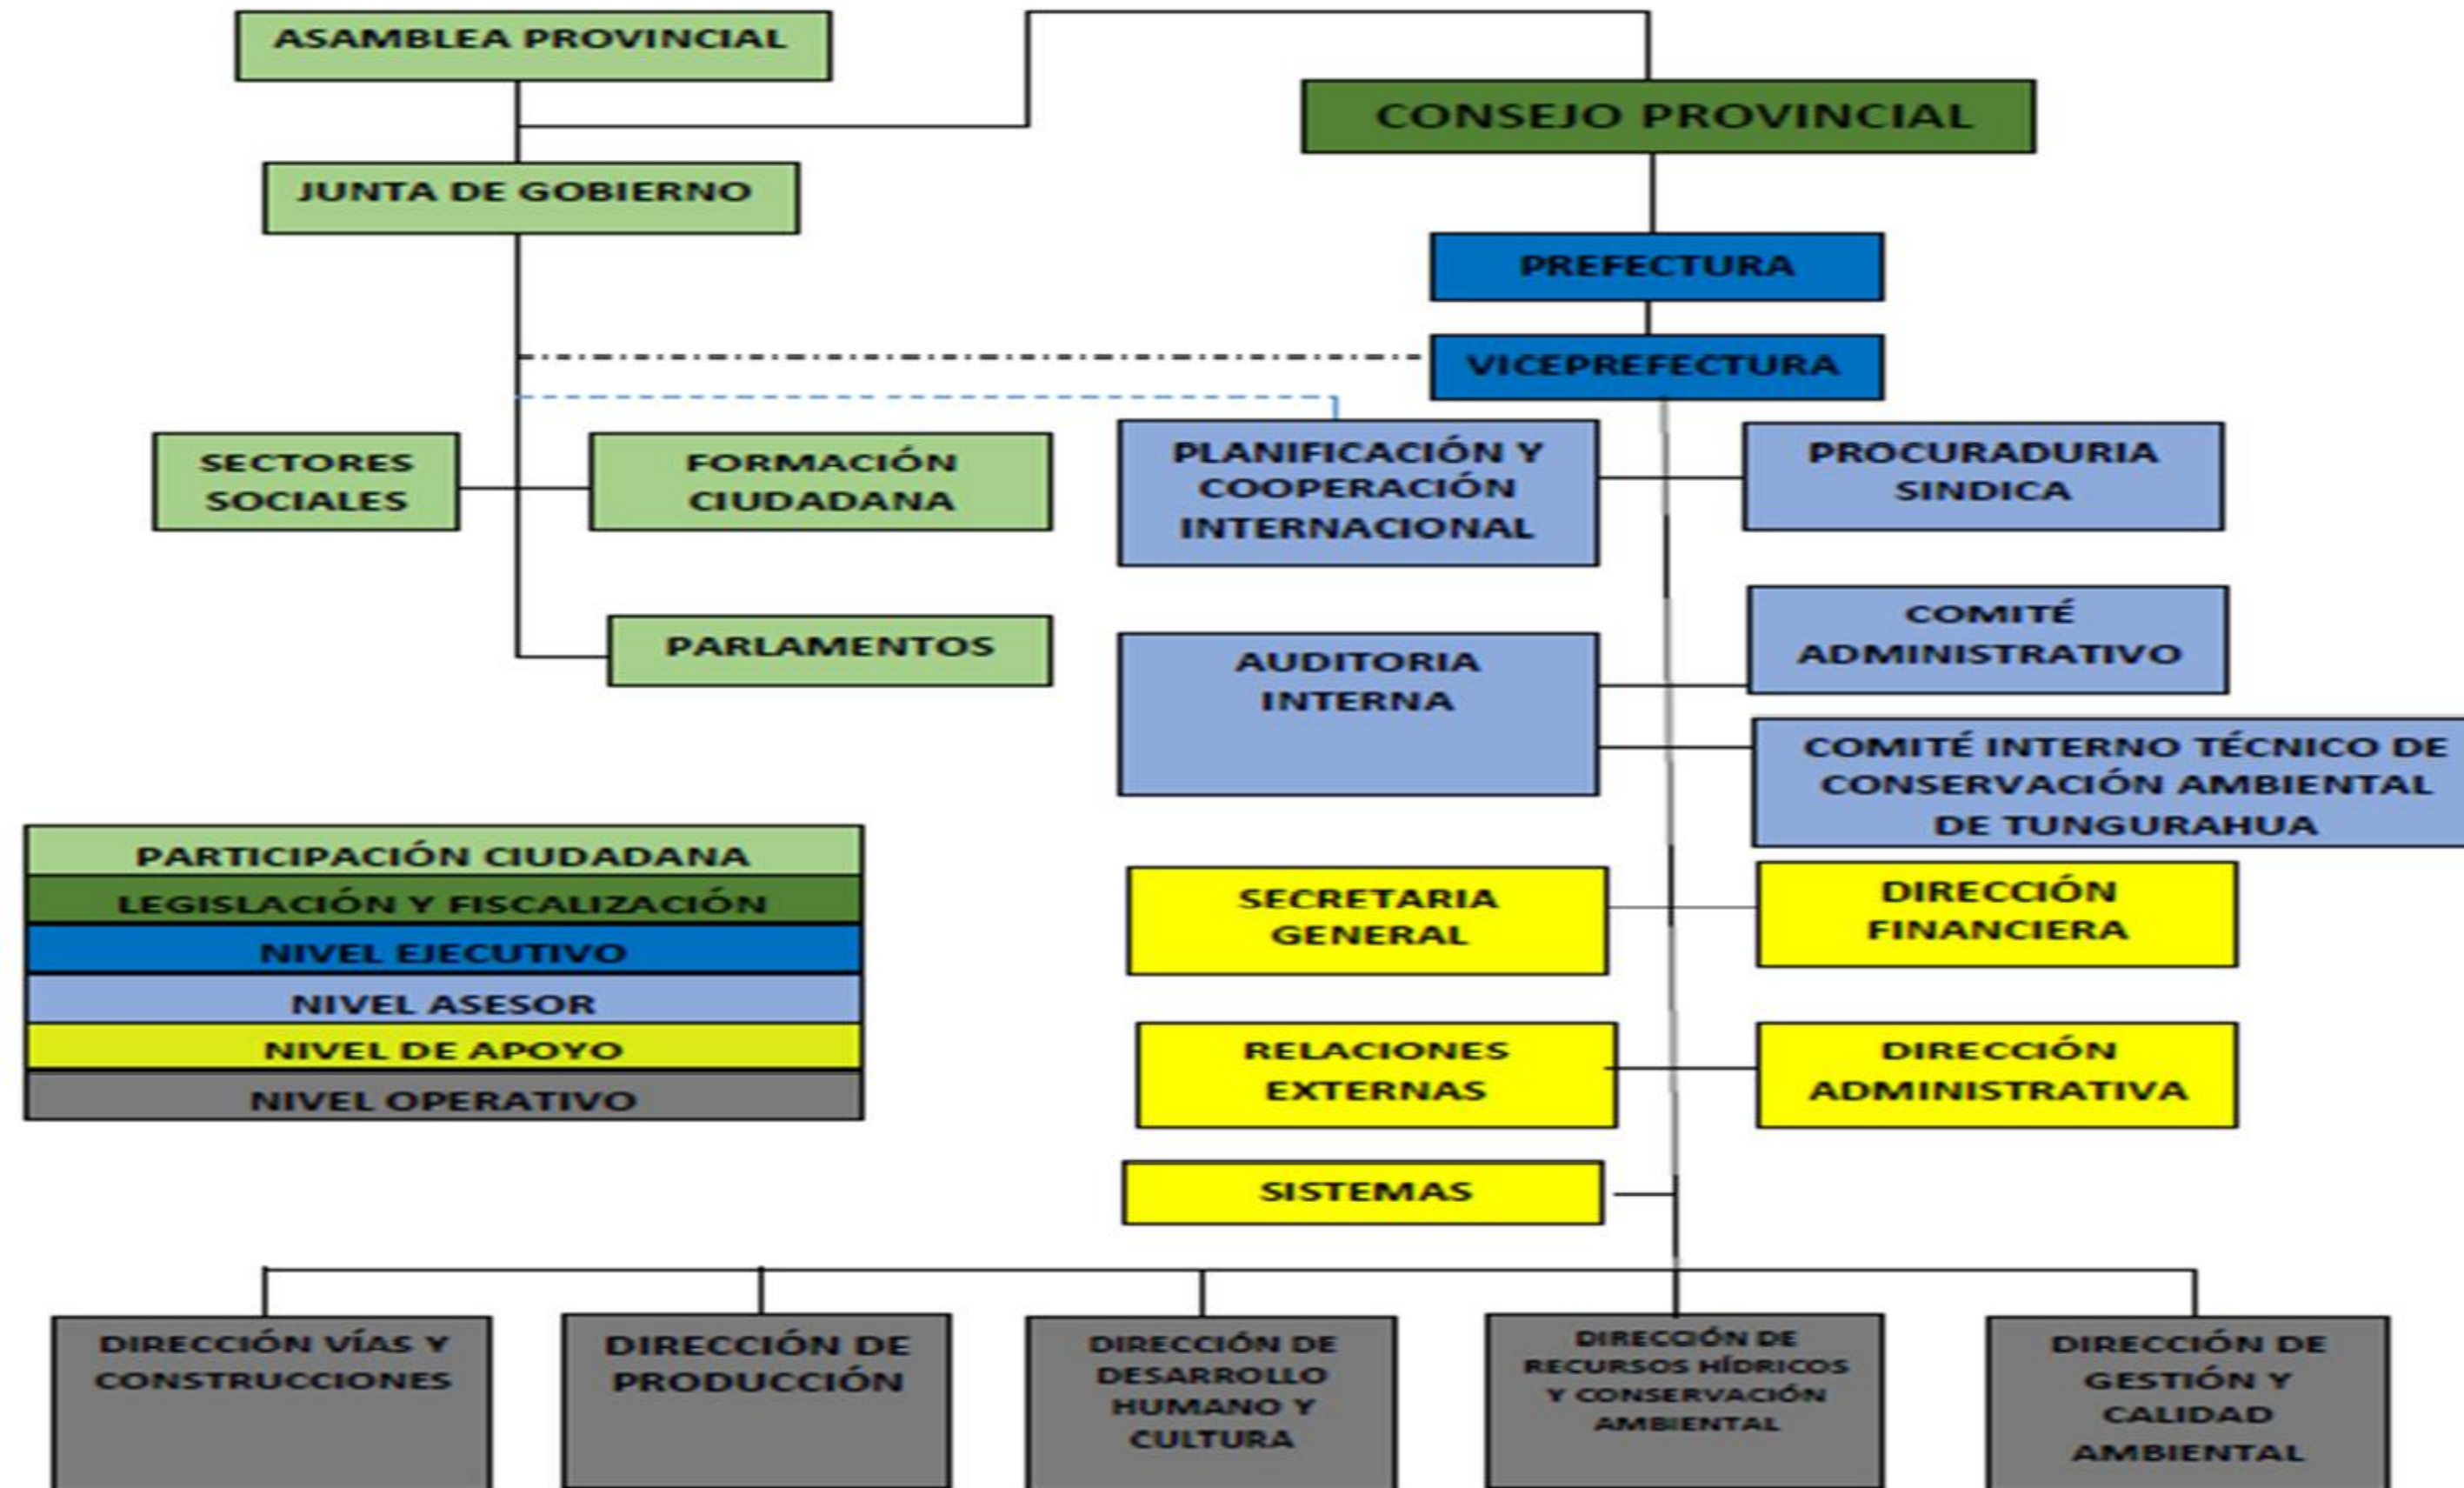 ASAMBLEA PROVINCIAL
CONSEJO PROVINCIAL
JUNTA DE GOBIERNO
PREFECTURA
VICEPREFECTURA
SECTORES
SOCIALES
FORMACIÓN
CIUDADANA
PLANIFICACIÓN Y
COOPERACIÓN
INTERNACIONAL
PROCURADURIA
SINDICA
PARLAMENTOS
AUDITORIA
INTERNA
COMITÉ
ADMINISTRATIVO
COMITÉ INTERNO TÉCNICO DE
CONSERVACIÓN AMBIENTAL
DE TUNGURAHUA
PARTICIPACIÓN CIUDADANA
LEGISLACIÓN Y FISCALIZACIÓN
NIVEL EJECUTIVO
NIVEL ASESOR
NIVEL DE APOYO
NIVEL OPERATIVO
SECRETARIA
GENERAL
DIRECCIÓN
FINANCIERA
RELACIONES
EXTERNAS
DIRECCIÓN
ADMINISTRATIVA
SISTEMAS
DIRECCIÓN VÍAS Y
CONSTRUCCIONES
DIRECCIÓN DE
PRODUCCIÓN
DIRECCIÓN DE
DESARROLLO
HUMANO Y
CULTURA
DIRECCIÓN DE
RECURSOS HÍDRICOS
Y CONSERVACIÓN
AMBIENTAL
DIRECCIÓN DE
GESTIÓN Y
CALIDAD
AMBIENTAL